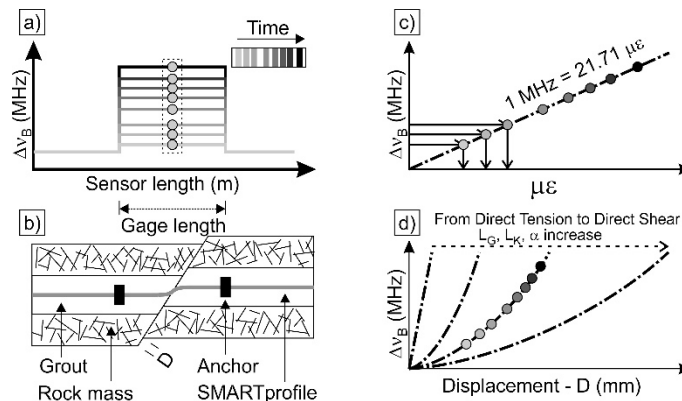 a)
Time
Δν_B (MHz)
Sensor length (m)
Gage length
b)
D
Grout
Rock mass
Anchor
SMARTprofile
c)
1 MHz = 21.71 με
Δν_B (MHz)
με
d)
From Direct Tension to Direct Shear
L_G, L_K, α increase
Δν_B (MHz)
Displacement - D (mm)